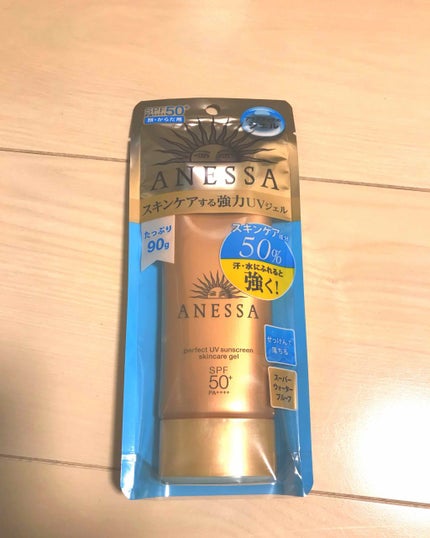 SPF50+
顔・からだ用
ジェル
ANESSA
スキンケアする強力UVジェル
たっぷり
90g
スキンケア成分
50%
汗・水にふれると
強く!
ANESSA
perfect UV sunscreen
skincare gel
SPF
50+
PA++++
せっけんで
落ちる
スーパー
ウォーター
プルーフ